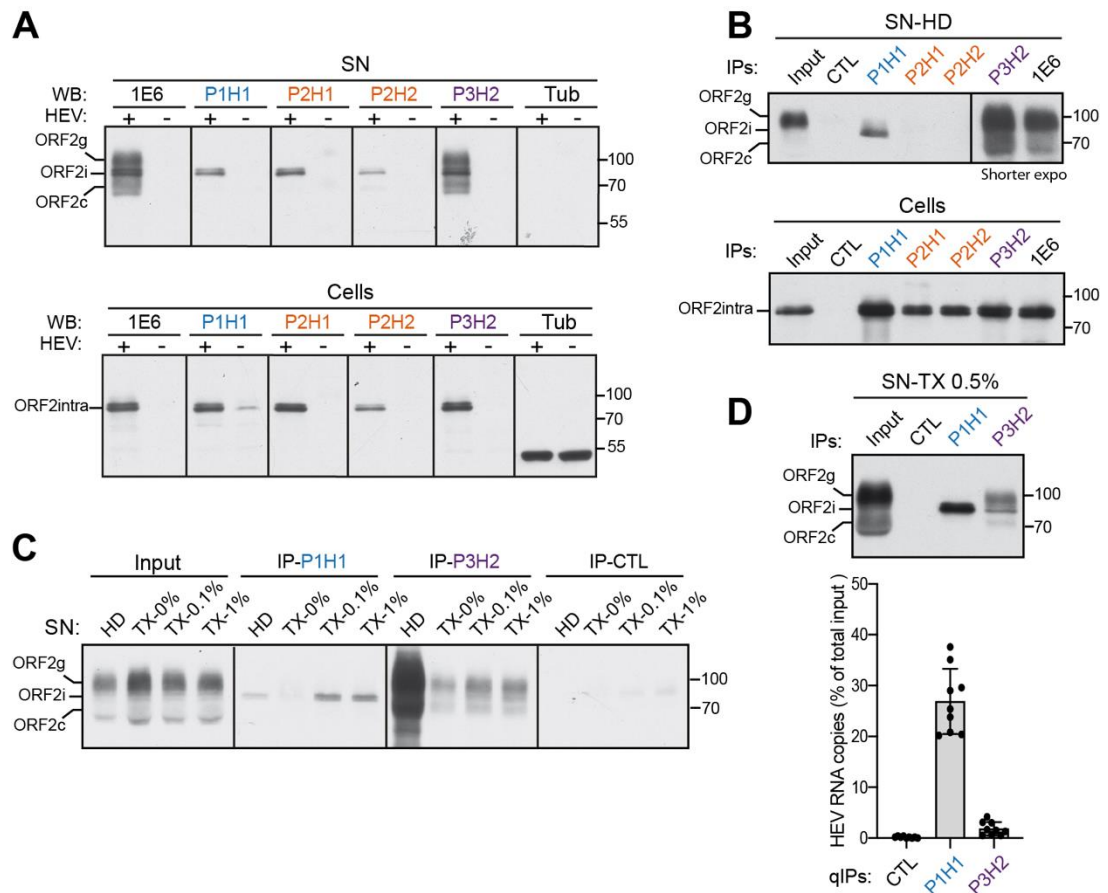 A
SN
WB: 1E6 P1H1 P2H1 P2H2 P3H2 Tub
HEV: + - + - + - + - + -
ORF2g
ORF2i
ORF2c
100
70
55
Cells
WB: 1E6 P1H1 P2H1 P2H2 P3H2 Tub
HEV: + - + - + - + - + - + -
ORF2intra
100
70
55
B
SN-HD
IPs: Input CTL P1H1 P2H1 P2H2 P3H2 1E6
ORF2g
ORF2i
ORF2c
100
70
Shorter expo
Cells
IPs: Input CTL P1H1 P2H1 P2H2 P3H2 1E6
ORF2intra
100
70
C
Input IP-P1H1 IP-P3H2 IP-CTL
SN: HD TX-0% TX-0.1% TX-1% HD TX-0% TX-0.1% TX-1% HD TX-0% TX-0.1% TX-1% HD TX-0% TX-0.1% TX-1%
ORF2g
ORF2i
ORF2c
100
70
D
SN-TX 0.5%
IPs: Input CTL P1H1 P3H2
ORF2g
ORF2i
ORF2c
100
70
HEV RNA copies (% of total input )
50
40
30
20
10
0
qIPs: CTL P1H1 P3H2